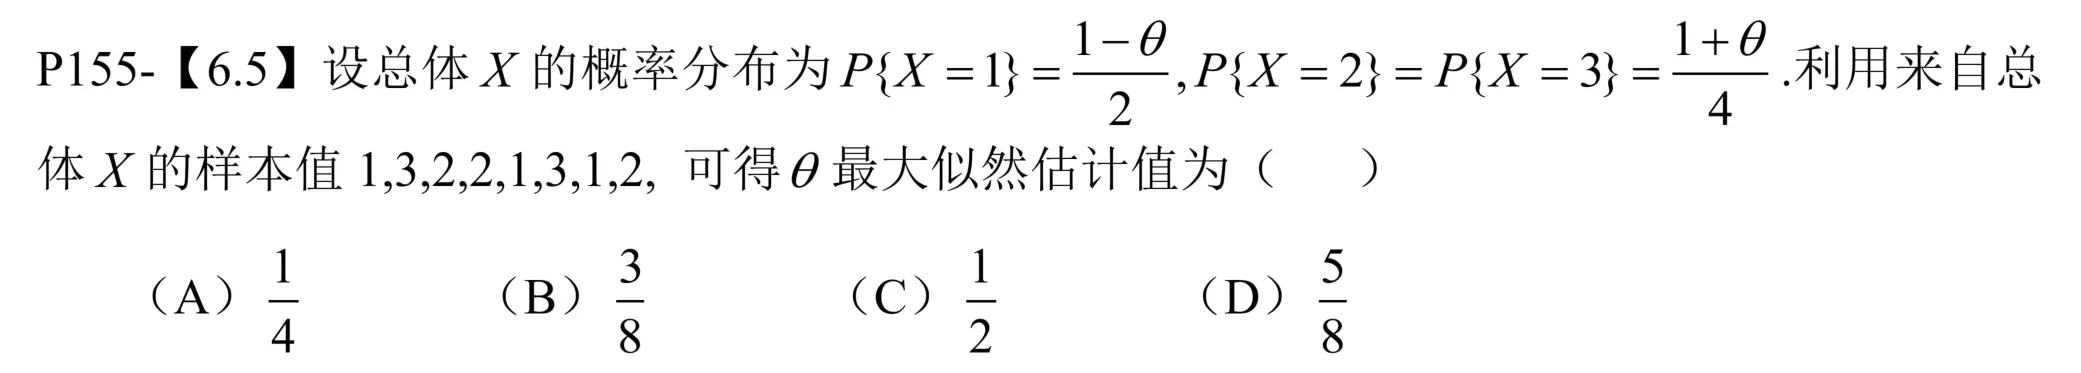 P155-【6.5】设总体 X 的概率分布为 P{X = 1} = \frac{1-θ}{2}, P{X = 2} = P{X = 3} = \frac{1+θ}{4}.利用来自总
体 X 的样本值 1,3,2,2,1,3,1,2, 可得 θ 最大似然估计值为（ ）
（A）\frac{1}{4} （B）\frac{3}{8} （C）\frac{1}{2} （D）\frac{5}{8}